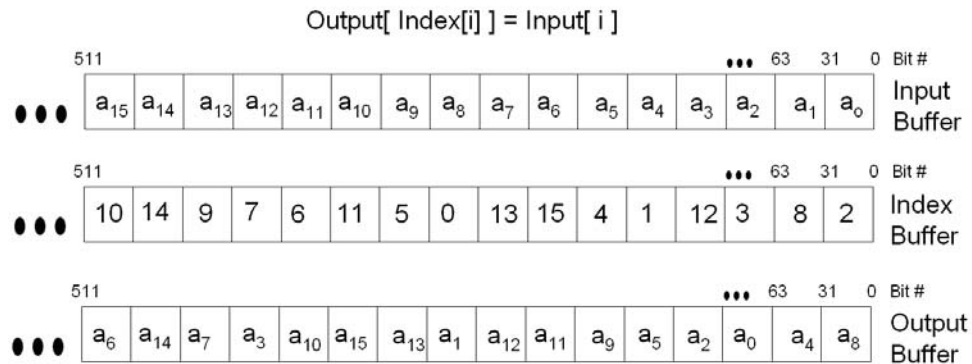 Output[ Index[i] ] = Input[ i ]
511 ••• 63 31 0 Bit #
••• a₁₅ a₁₄ a₁₃ a₁₂ a₁₁ a₁₀ a₉ a₈ a₇ a₆ a₅ a₄ a₃ a₂ a₁ a₀ Input
Buffer
511 ••• 63 31 0 Bit #
••• 10 14 9 7 6 11 5 0 13 15 4 1 12 3 8 2 Index
Buffer
511 ••• 63 31 0 Bit #
••• a₆ a₁₄ a₇ a₃ a₁₀ a₁₅ a₁₃ a₁ a₁₂ a₁₁ a₉ a₅ a₂ a₀ a₄ a₈ Output
Buffer